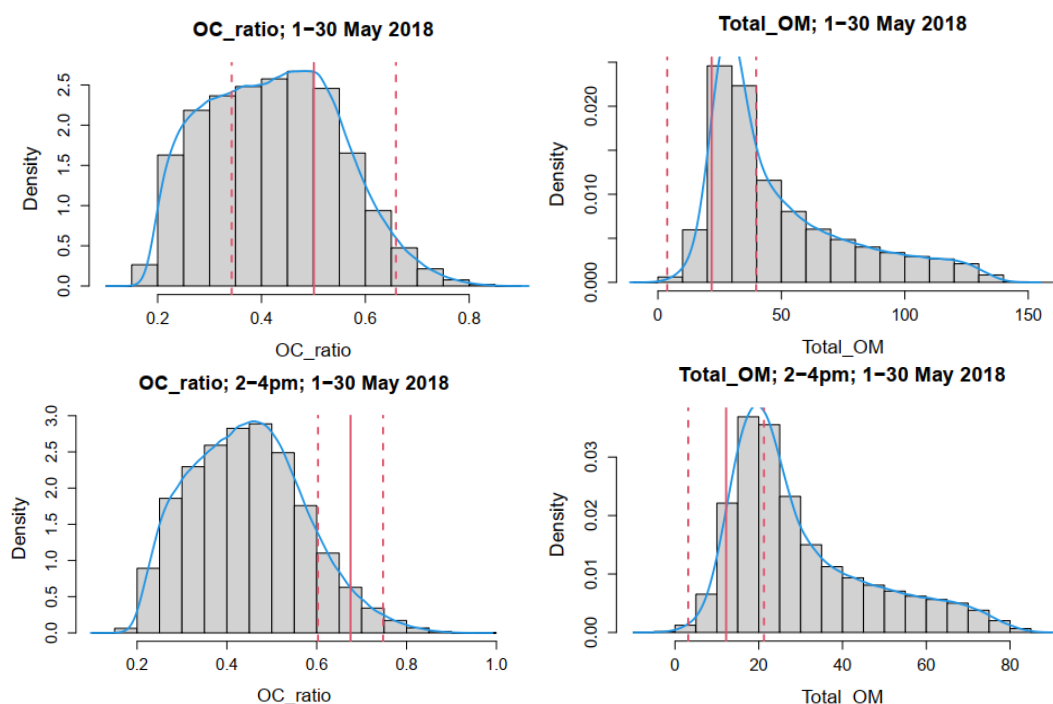 OC_ratio; 1−30 May 2018
Density
0.0 0.5 1.0 1.5 2.0 2.5
0.2 0.4 0.6 0.8
OC_ratio
Total_OM; 1−30 May 2018
Density
0.000 0.010 0.020
0 50 100 150
Total_OM
OC_ratio; 2−4pm; 1−30 May 2018
Density
0.0 0.5 1.0 1.5 2.0 2.5 3.0
0.2 0.4 0.6 0.8 1.0
OC_ratio
Total_OM; 2−4pm; 1−30 May 2018
Density
0.00 0.01 0.02 0.03
0 20 40 60 80
Total_OM